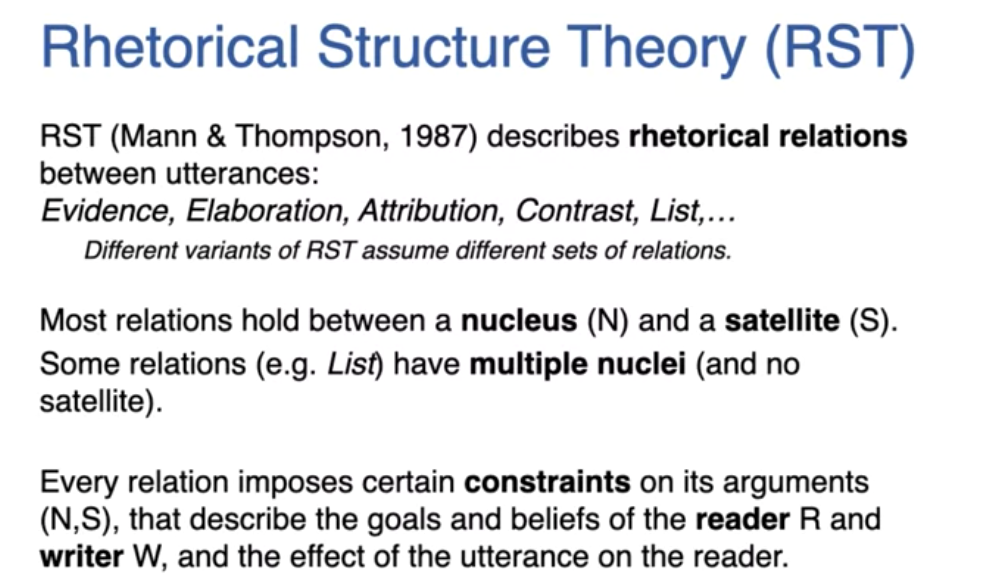 Rhetorical Structure Theory (RST)
RST (Mann & Thompson, 1987) describes rhetorical relations
between utterances:
Evidence, Elaboration, Attribution, Contrast, List,…
Different variants of RST assume different sets of relations.
Most relations hold between a nucleus (N) and a satellite (S).
Some relations (e.g. List) have multiple nuclei (and no
satellite).
Every relation imposes certain constraints on its arguments
(N,S), that describe the goals and beliefs of the reader R and
writer W, and the effect of the utterance on the reader.